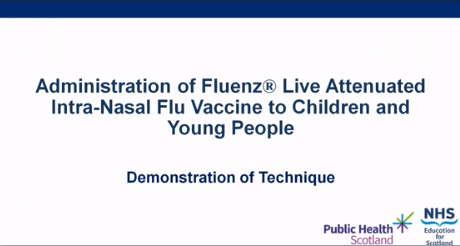 Administration of Fluenz® Live Attenuated
Intra-Nasal Flu Vaccine to Children and
Young People
Demonstration of Technique
Public Health
Scotland
NHS
Education
for
Scotland